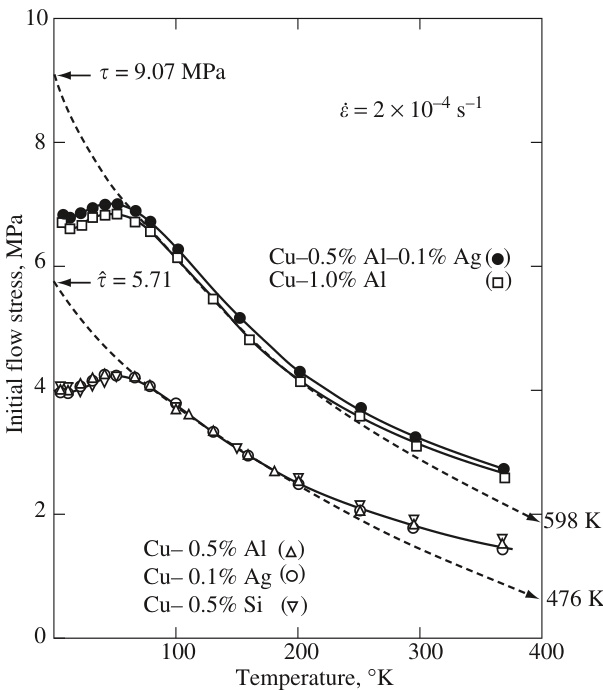 10
τ = 9.07 MPa
ε̇ = 2 × 10⁻⁴ s⁻¹
8
Cu–0.5% Al–0.1% Ag (●)
6
Cu–1.0% Al (□)
τ̂ = 5.71
Initial flow stress, MPa
4
2
598 K
Cu– 0.5% Al (△)
Cu– 0.1% Ag (○)
476 K
Cu– 0.5% Si (▽)
0
100 200 300 400
Temperature, °K